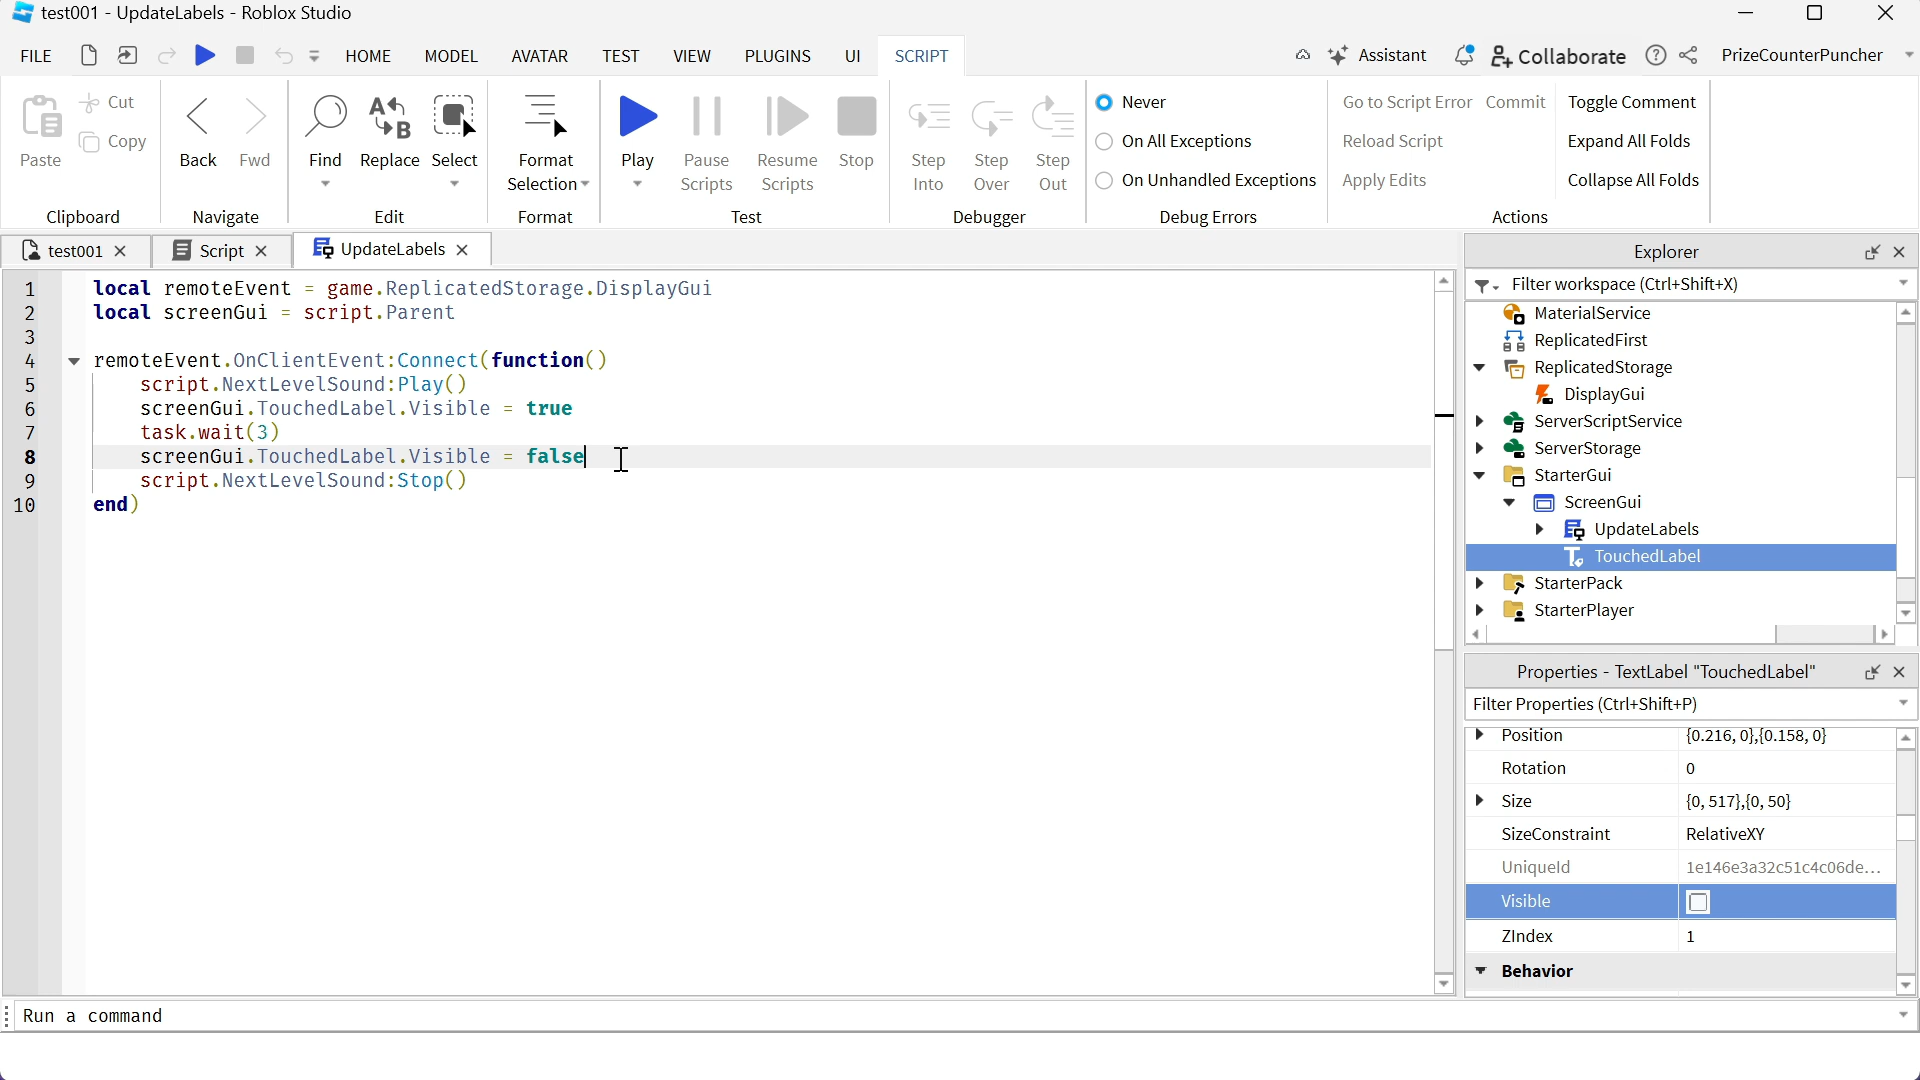 test001 - UpdateLabels - Roblox Studio
FILE HOME MODEL AVATAR TEST VIEW PLUGINS UI SCRIPT Assistant Collaborate PrizeCounterPuncher
Paste Cut Copy
Clipboard
Back Fwd
Navigate
Find Replace Select
Edit
Format Selection
Format
Play Pause Scripts Resume Scripts Stop
Test
Step Into Step Over Step Out
Debugger
Never
On All Exceptions
On Unhandled Exceptions
Debug Errors
Go to Script Error Commit Toggle Comment
Reload Script Expand All Folds
Apply Edits Collapse All Folds
Actions
test001 Script UpdateLabels
1 local remoteEvent = game.ReplicatedStorage.DisplayGui
2 local screenGui = script.Parent
3
4 remoteEvent.OnClientEvent:Connect(function()
5 script.NextLevelSound:Play()
6 screenGui.TouchedLabel.Visible = true
7 task.wait(3)
8 screenGui.TouchedLabel.Visible = false
9 script.NextLevelSound:Stop()
10 end)
Explorer
Filter workspace (Ctrl+Shift+X)
MaterialService
ReplicatedFirst
ReplicatedStorage
DisplayGui
ServerScriptService
ServerStorage
StarterGui
ScreenGui
UpdateLabels
TouchedLabel
StarterPack
StarterPlayer
Properties - TextLabel "TouchedLabel"
Filter Properties (Ctrl+Shift+P)
Position {0.216, 0},{0.158, 0}
Rotation 0
Size {0, 517},{0, 50}
SizeConstraint RelativeXY
UniqueId 1e146e3a32c51c4c06de...
Visible
ZIndex 1
Behavior
Run a command